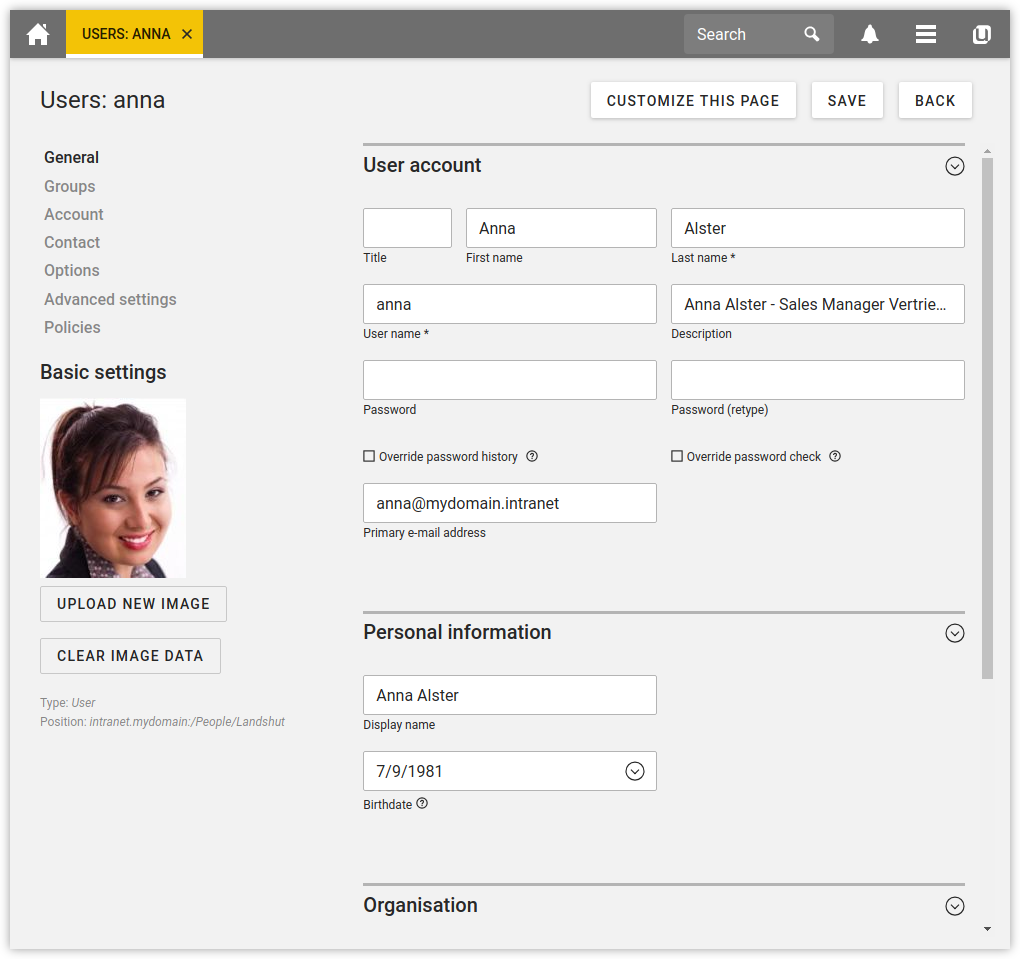 USERS: ANNA ×
Search
Users: anna
CUSTOMIZE THIS PAGE
SAVE
BACK
General
Groups
Account
Contact
Options
Advanced settings
Policies
Basic settings
UPLOAD NEW IMAGE
CLEAR IMAGE DATA
Type: User
Position: intranet.mydomain:/People/Landshut
User account
Anna
Alster
Title
First name
Last name *
anna
Anna Alster - Sales Manager Vertrie...
User name *
Description
Password
Password (retype)
Override password history ?
Override password check ?
anna@mydomain.intranet
Primary e-mail address
Personal information
Anna Alster
Display name
7/9/1981
Birthdate ?
Organisation